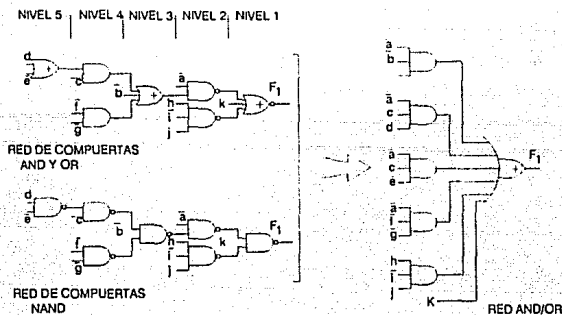 NIVEL 5 | NIVEL 4 | NIVEL 3 | NIVEL 2 | NIVEL 1
d
e̅
c
f̅
g̅
b̅
a̅
h
i̅
j
k
F1
RED DE COMPUERTAS
AND Y OR
d̅
e̅
c
f
g̅
b̅
a̅
h
i̅
j
k
F1
RED DE COMPUERTAS
NAND
a̅
b̅
a̅
c
d
a̅
c
e̅
a̅
f̅
g̅
h
i̅
j
K
F1
RED AND/OR